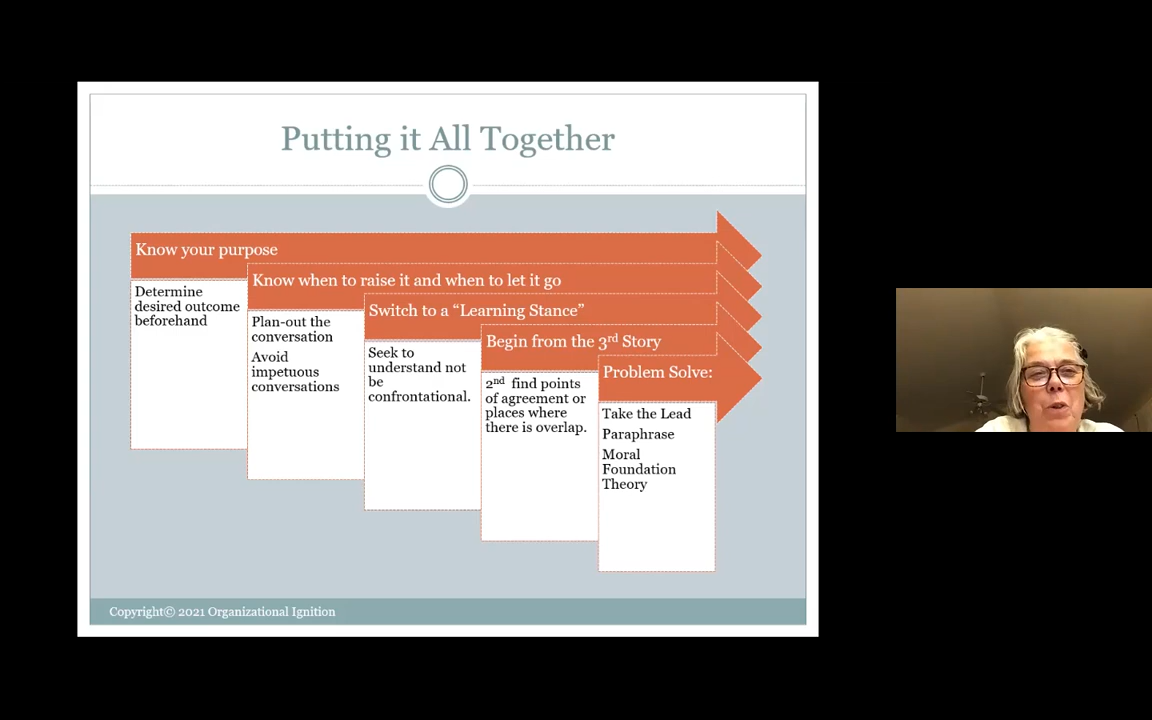 Putting it All Together
Know your purpose
Determine
desired outcome
beforehand
Know when to raise it and when to let it go
Plan-out the
conversation
Avoid
impetuous
conversations
Switch to a “Learning Stance”
Seek to
understand not
be
confrontational.
Begin from the 3rd Story
2nd find points
of agreement or
places where
there is overlap.
Problem Solve:
Take the Lead
Paraphrase
Moral
Foundation
Theory
Copyright© 2021 Organizational Ignition